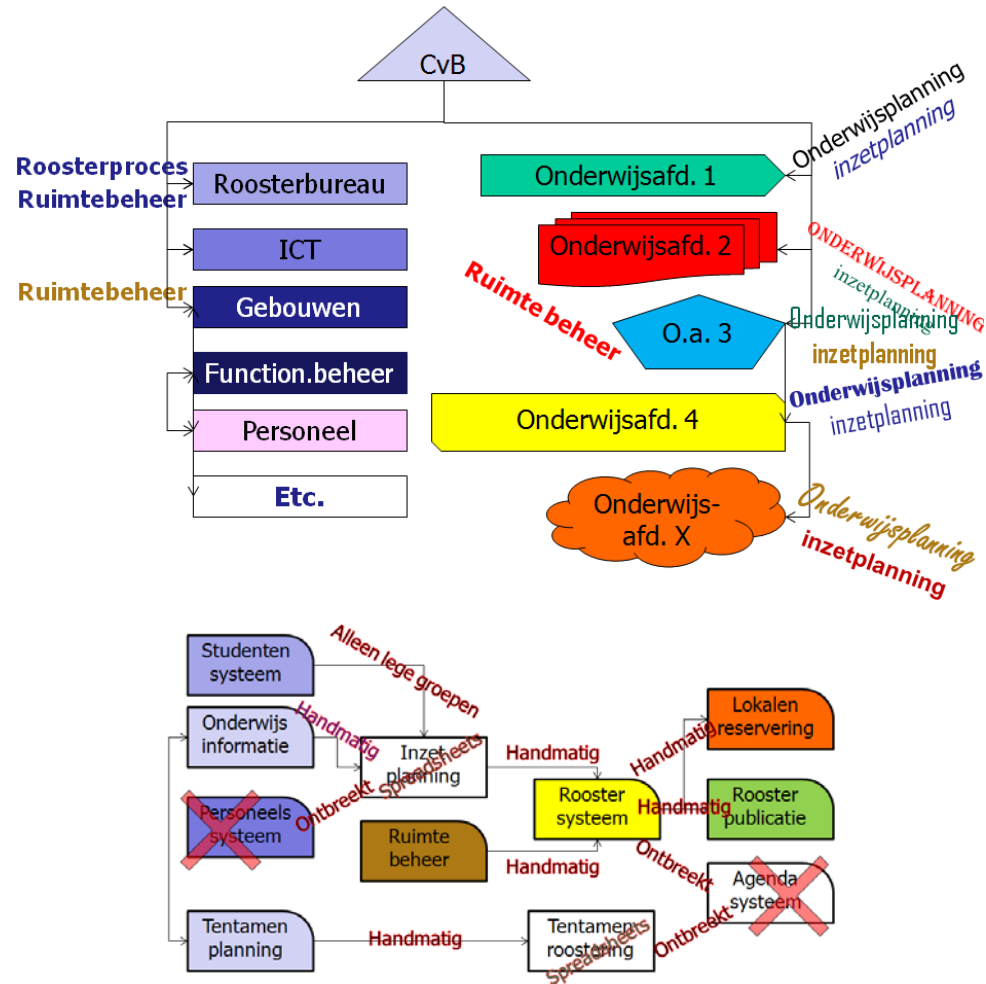 CvB
Roosterproces
Ruimtebeheer
Roosterbureau
ICT
Ruimtebeheer
Gebouwen
Function.beheer
Personeel
Etc.
Onderwijsafd. 1
Onderwijsplanning
inzetplanning
Onderwijsafd. 2
ONDERWIJSPLANNING
inzetplanning
Ruimte beheer
O.a. 3
Onderwijsplanning
inzetplanning
Onderwijsafd. 4
Onderwijsplanning
inzetplanning
Onderwijs-
afd. X
Onderwijsplanning
inzetplanning
Studenten
systeem
Alleen lege groepen
Onderwijs
informatie
Handmatig
Inzet
planning
Spreadsheets
Handmatig
Lokalen
reservering
Handmatig
Personeels
systeem
Ontbreekt
Ruimte
beheer
Handmatig
Rooster
systeem
Handmatig
Rooster
publicatie
Ontbreekt
Agenda
systeem
Tentamen
planning
Handmatig
Tentamen
roostering
Spreadsheets
Ontbreekt